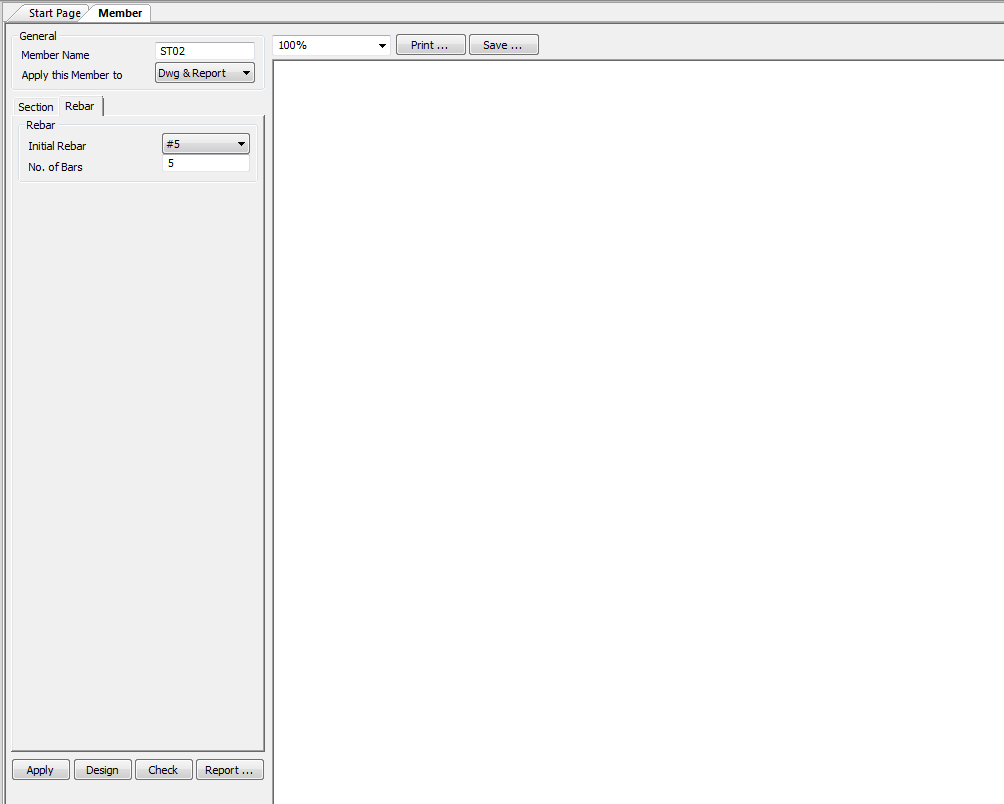 Start Page Member
General
Member Name ST02
Apply this Member to Dwg & Report
100% Print ... Save ...
Section Rebar
Rebar
Initial Rebar #5
No. of Bars 5
Apply Design Check Report ...